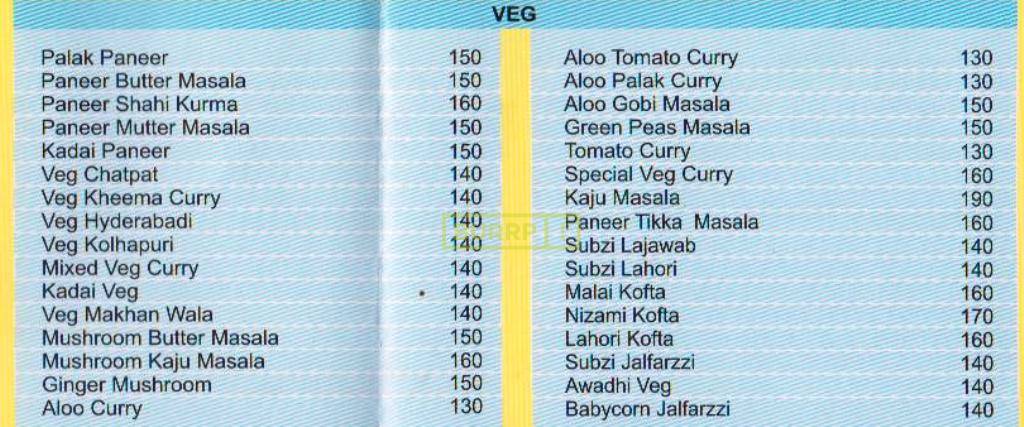 VEG
Palak Paneer 150
Paneer Butter Masala 150
Paneer Shahi Kurma 160
Paneer Mutter Masala 150
Kadai Paneer 150
Veg Chatpat 140
Veg Kheema Curry 140
Veg Hyderabadi 140
Veg Kolhapuri 140
Mixed Veg Curry 140
Kadai Veg 140
Veg Makhan Wala 140
Mushroom Butter Masala 150
Mushroom Kaju Masala 160
Ginger Mushroom 150
Aloo Curry 130
Aloo Tomato Curry 130
Aloo Palak Curry 130
Aloo Gobi Masala 150
Green Peas Masala 150
Tomato Curry 130
Special Veg Curry 160
Kaju Masala 190
Paneer Tikka Masala 160
Subzi Lajawab 140
Subzi Lahori 140
Malai Kofta 160
Nizami Kofta 170
Lahori Kofta 160
Subzi Jalfarzzi 140
Awadhi Veg 140
Babycorn Jalfarzzi 140